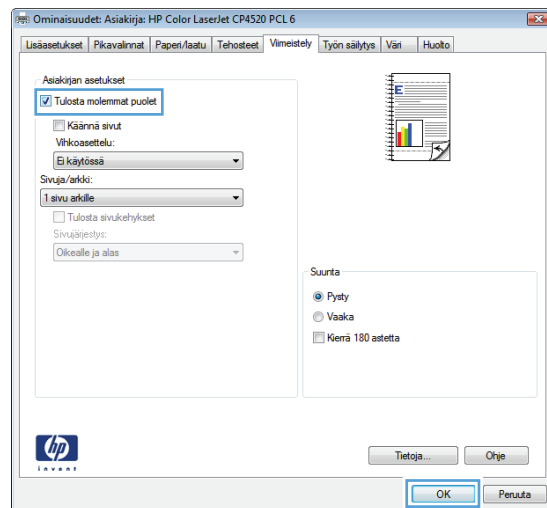 Ominaisuudet: Asiakirja: HP Color LaserJet CP4520 PCL 6
Lisäasetukset Pikavalinnat Paperi/laatu Tehosteet Viimeistely Työn säilytys Väri Huolto
Asiakirjan asetukset
Tulosta molemmat puolet
Käännä sivut
Vihkoasettelu:
Ei käytössä
Sivuja/arkki:
1 sivu arkille
Tulosta sivukehykset
Sivujärjestys:
Oikealle ja alas
E
Suunta
Pysty
Vaaka
Kierrä 180 astetta
hp
invent
Tietoja... Ohje
OK Peruuta